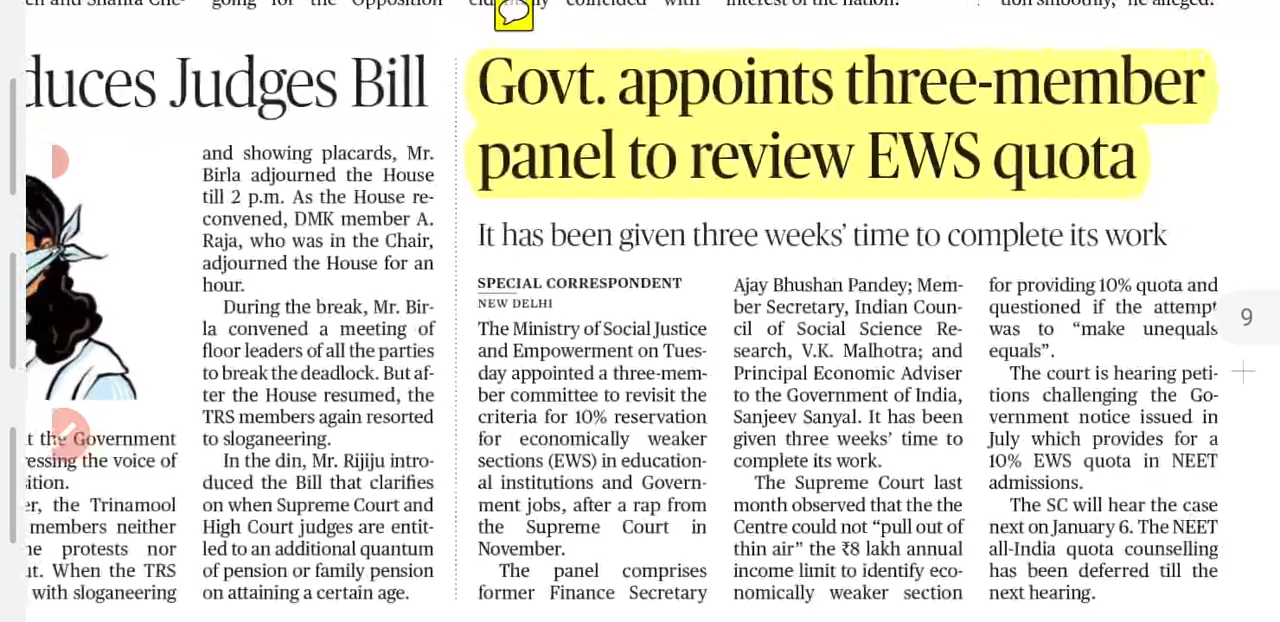 going for the Opposition
coincided with
interest of the nation.
tion smoothly," he alleged.
duces Judges Bill
and showing placards, Mr.
Birla adjourned the House
till 2 p.m. As the House re-
convened, DMK member A.
Raja, who was in the Chair,
adjourned the House for an
hour.
During the break, Mr. Bir-
la convened a meeting of
floor leaders of all the parties
to break the deadlock. But af-
ter the House resumed, the
TRS members again resorted
to sloganeering.
In the din, Mr. Rijiju intro-
duced the Bill that clarifies
on when Supreme Court and
High Court judges are entit-
led to an additional quantum
of pension or family pension
on attaining a certain age.
t the Government
essing the voice of
ition.
er, the Trinamool
members neither
he protests nor
ut. When the TRS
with sloganeering
Govt. appoints three-member
panel to review EWS quota
It has been given three weeks' time to complete its work
SPECIAL CORRESPONDENT
NEW DELHI
The Ministry of Social Justice
and Empowerment on Tues-
day appointed a three-mem-
ber committee to revisit the
criteria for 10% reservation
for economically weaker
sections (EWS) in education-
al institutions and Govern-
ment jobs, after a rap from
the Supreme Court in
November.
The panel comprises
former Finance Secretary
Ajay Bhushan Pandey; Mem-
ber Secretary, Indian Coun-
cil of Social Science Re-
search, V.K. Malhotra; and
Principal Economic Adviser
to the Government of India,
Sanjeev Sanyal. It has been
given three weeks' time to
complete its work.
The Supreme Court last
month observed that the the
Centre could not "pull out of
thin air" the ₹8 lakh annual
income limit to identify eco-
nomically weaker section
for providing 10% quota and
questioned if the attempt
was to "make unequals
equals".
The court is hearing peti-
tions challenging the Go-
vernment notice issued in
July which provides for a
10% EWS quota in NEET
admissions.
The SC will hear the case
next on January 6. The NEET
all-India quota counselling
has been deferred till the
next hearing.
9